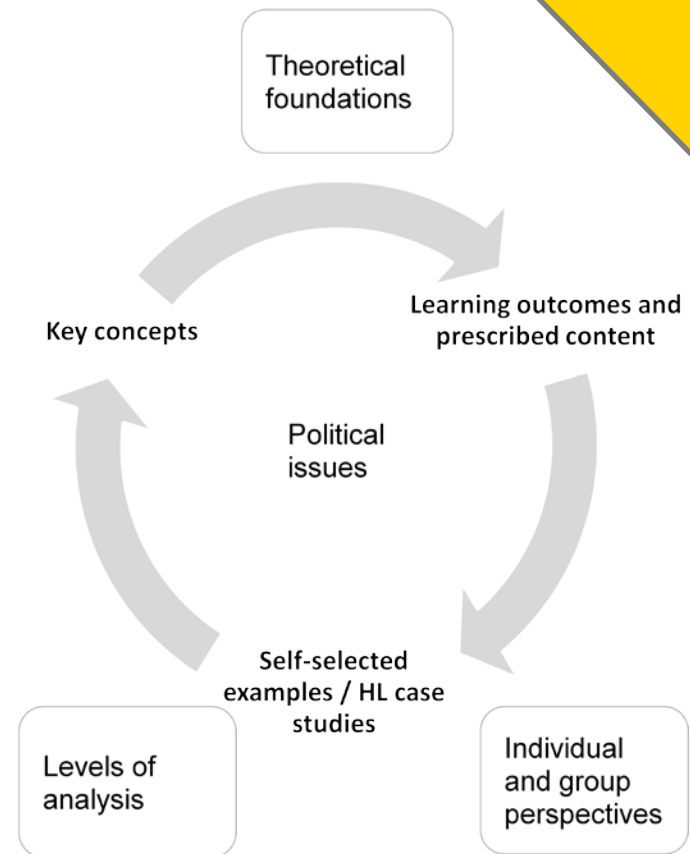 Theoretical
foundations
Key concepts
Learning outcomes and
prescribed content
Political
issues
Self-selected
examples / HL case
studies
Levels of
analysis
Individual
and group
perspectives